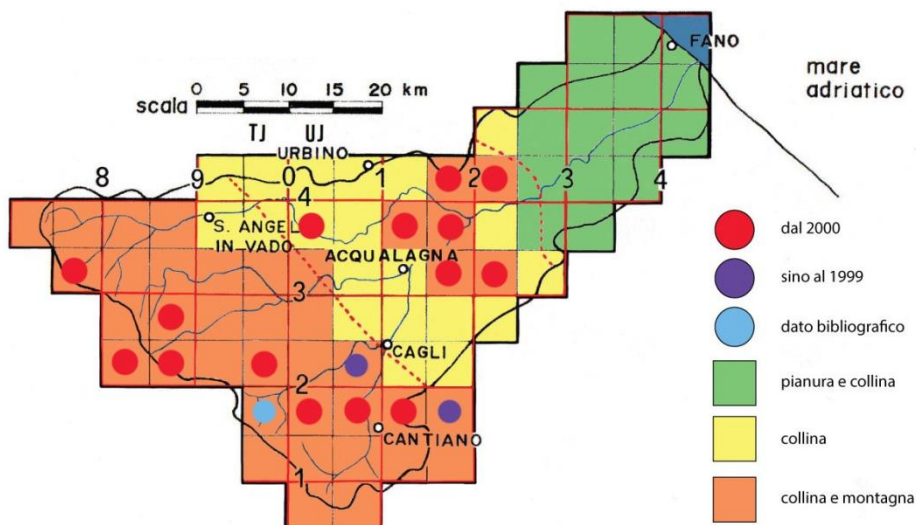 FANO
mare
adriatico
0 5 10 15 20 km
scala
TJ UJ
URBINO
8 9 0 1 2 3 4
4
S. ANGEL
IN VADO
ACQUALAGNA
3
CAGLI
2
CANTIANO
1
dal 2000
sino al 1999
dato bibliografico
pianura e collina
collina
collina e montagna